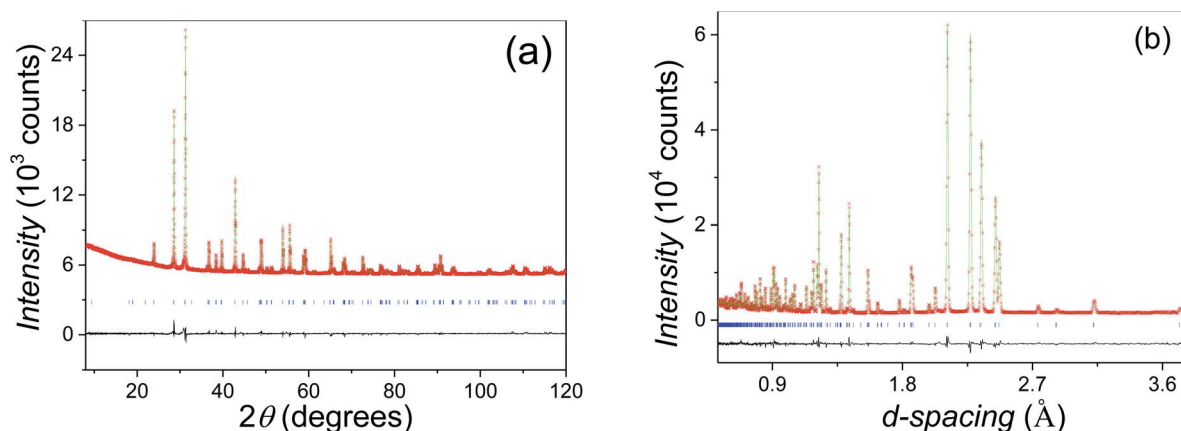 (a)
Intensity (10³ counts)
24
18
12
6
0
20 40 60 80 100 120
2θ (degrees)
(b)
Intensity (10⁴ counts)
6
4
2
0
0.9 1.8 2.7 3.6
d-spacing (Å)